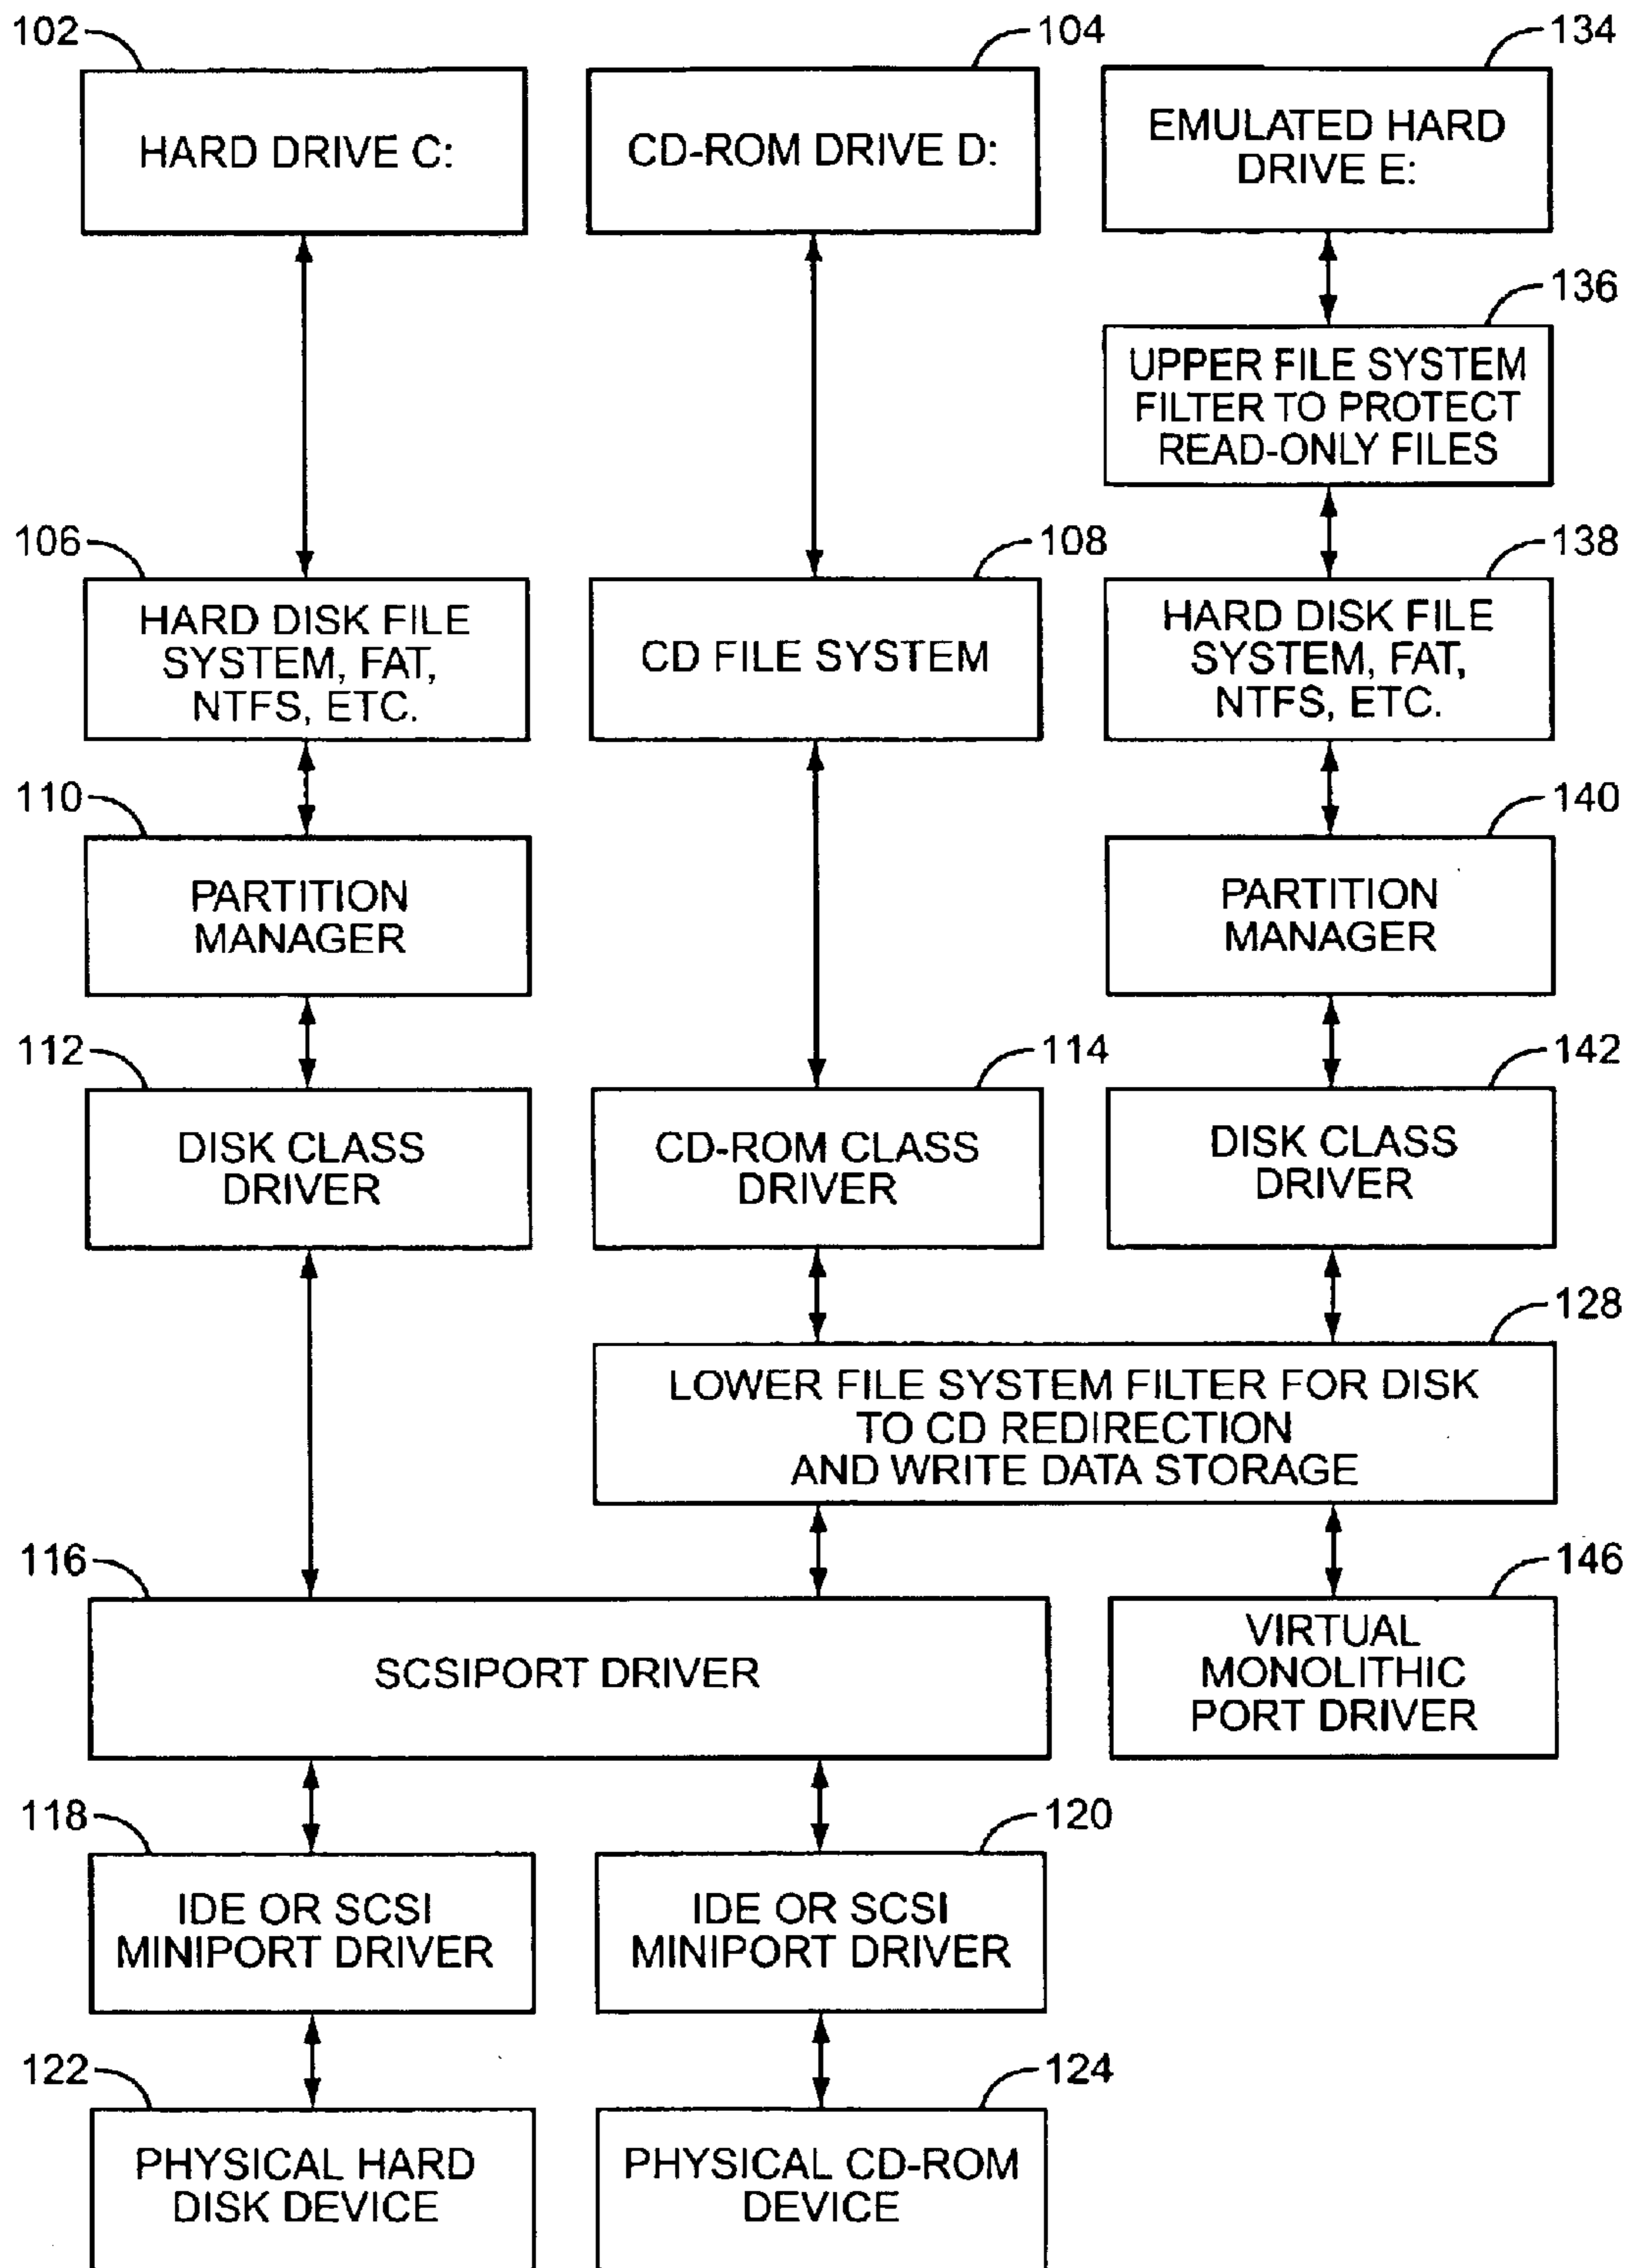 102
HARD DRIVE C:
104
CD-ROM DRIVE D:
134
EMULATED HARD
DRIVE E:
136
UPPER FILE SYSTEM
FILTER TO PROTECT
READ-ONLY FILES
106
HARD DISK FILE
SYSTEM, FAT,
NTFS, ETC.
108
CD FILE SYSTEM
138
HARD DISK FILE
SYSTEM, FAT,
NTFS, ETC.
110
PARTITION
MANAGER
140
PARTITION
MANAGER
112
DISK CLASS
DRIVER
114
CD-ROM CLASS
DRIVER
142
DISK CLASS
DRIVER
128
LOWER FILE SYSTEM FILTER FOR DISK
TO CD REDIRECTION
AND WRITE DATA STORAGE
116
SCSIPORT DRIVER
146
VIRTUAL
MONOLITHIC
PORT DRIVER
118
IDE OR SCSI
MINIPORT DRIVER
120
IDE OR SCSI
MINIPORT DRIVER
122
PHYSICAL HARD
DISK DEVICE
124
PHYSICAL CD-ROM
DEVICE